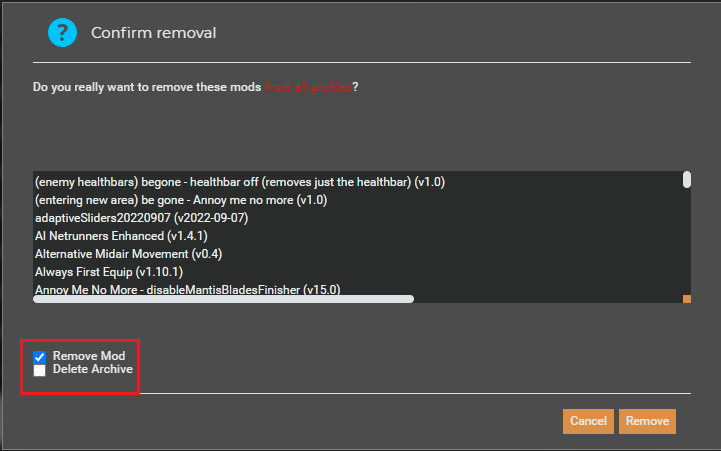 ?
Confirm removal
Do you really want to remove these mods from all profiles?
(enemy healthbars) begone - healthbar off (removes just the healthbar) (v1.0)
(entering new area) be gone - Annoy me no more (v1.0)
adaptiveSliders20220907 (v2022-09-07)
AI Netrunners Enhanced (v1.4.1)
Alternative Midair Movement (v0.4)
Always First Equip (v1.10.1)
Annoy Me No More - disableMantisBladesFinisher (v15.0)
Remove Mod
Delete Archive
Cancel Remove